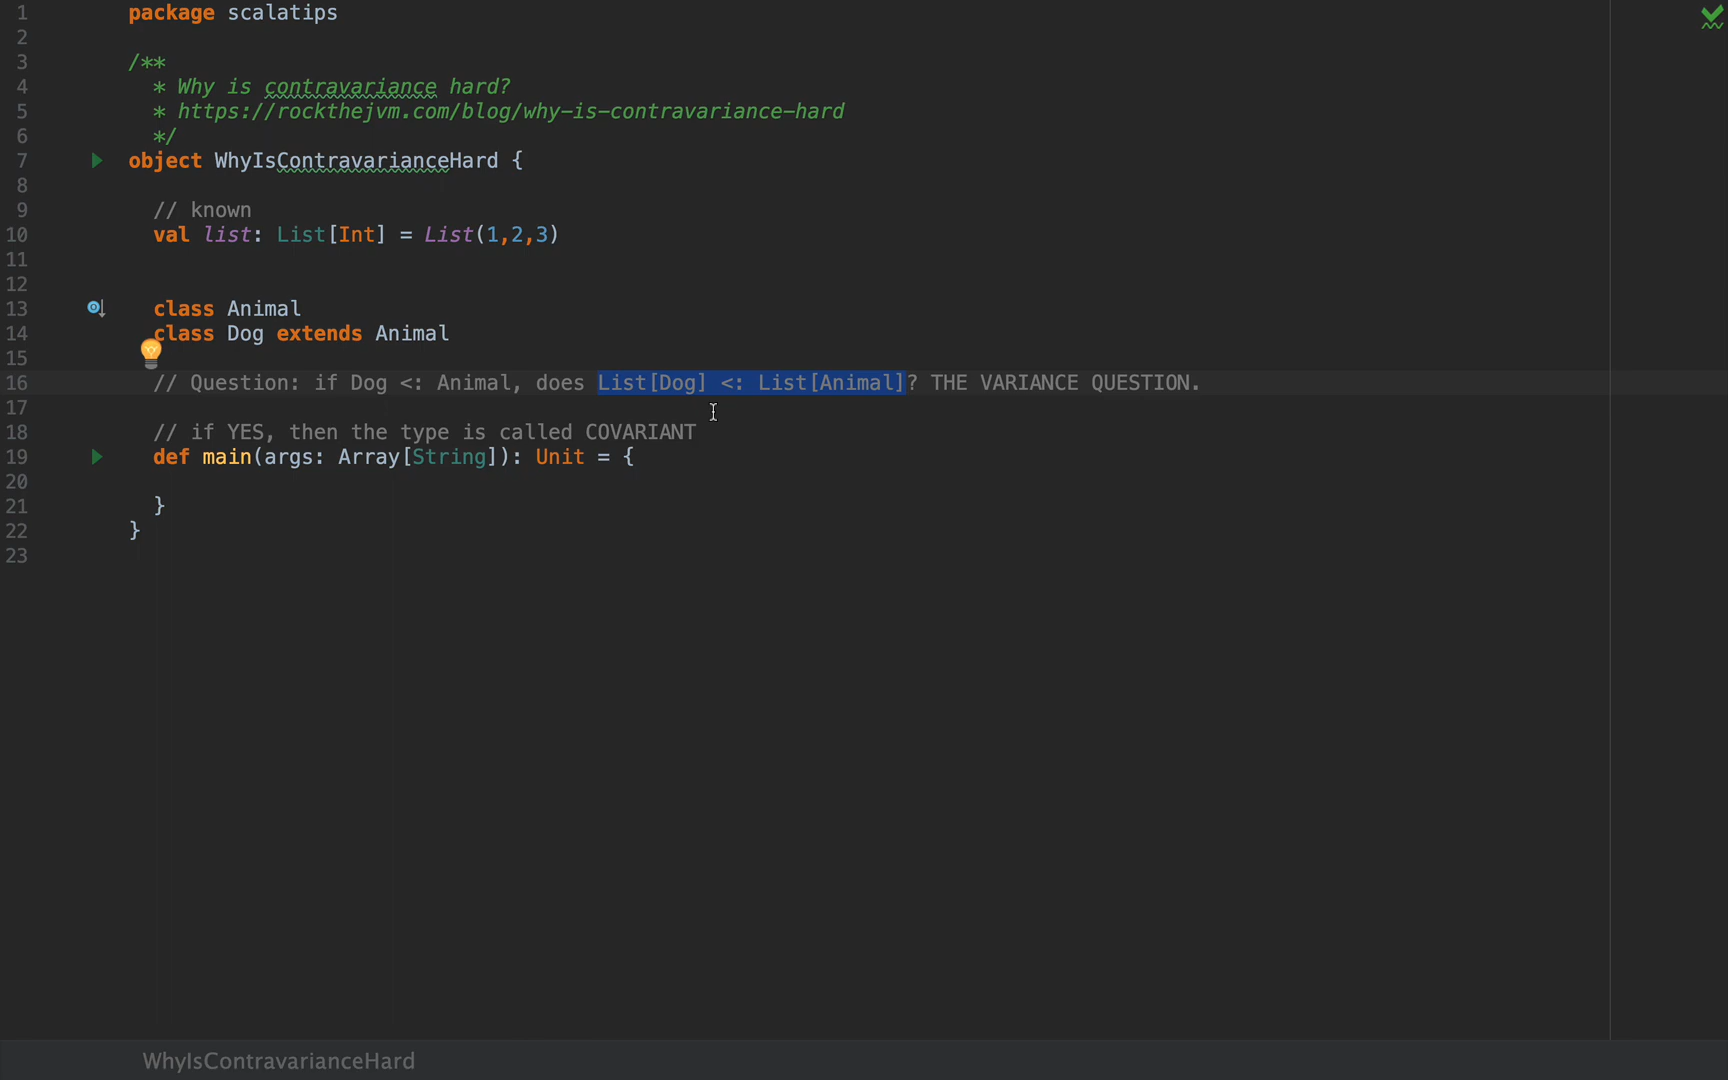 1 package scalatips
2
3 /**
4 * Why is contravariance hard?
5 * https://rockthejvm.com/blog/why-is-contravariance-hard
6 */
7 object WhyIsContravarianceHard {
8
9 // known
10 val list: List[Int] = List(1,2,3)
11
12
13 class Animal
14 class Dog extends Animal
15
16 // Question: if Dog <: Animal, does List[Dog] <: List[Animal]? THE VARIANCE QUESTION.
17
18 // if YES, then the type is called COVARIANT
19 def main(args: Array[String]): Unit = {
20
21 }
22 }
23
WhyIsContravarianceHard